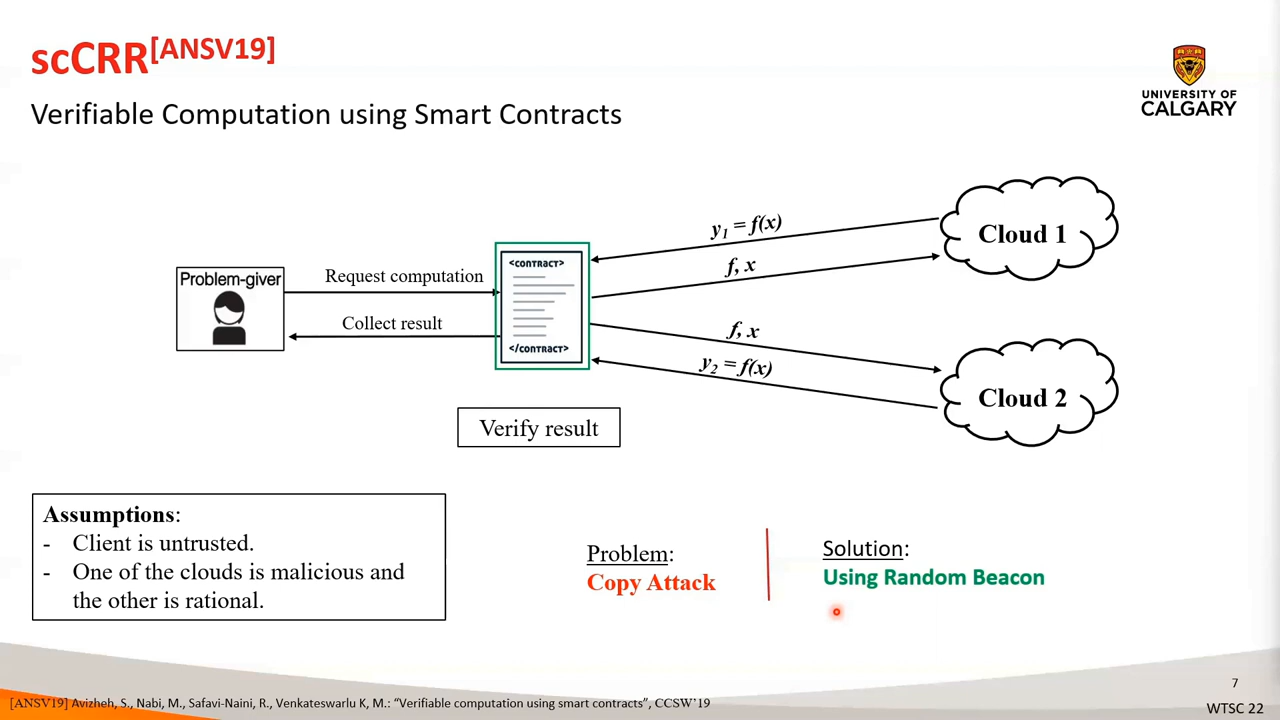 scCRR[ANSV19]
Verifiable Computation using Smart Contracts
UNIVERSITY OF
CALGARY
Problem-giver
Request computation
Collect result
<CONTRACT>
</CONTRACT>
y1 = f(x)
f, x
f, x
y2 = f(x)
Cloud 1
Cloud 2
Verify result
Assumptions:
- Client is untrusted.
- One of the clouds is malicious and
the other is rational.
Problem:
Copy Attack
Solution:
Using Random Beacon
7
[ANSV19] Avizheh, S., Nabi, M., Safavi-Naini, R., Venkateswarlu K, M.: “Verifiable computation using smart contracts”, CCSW’19
WTSC 22